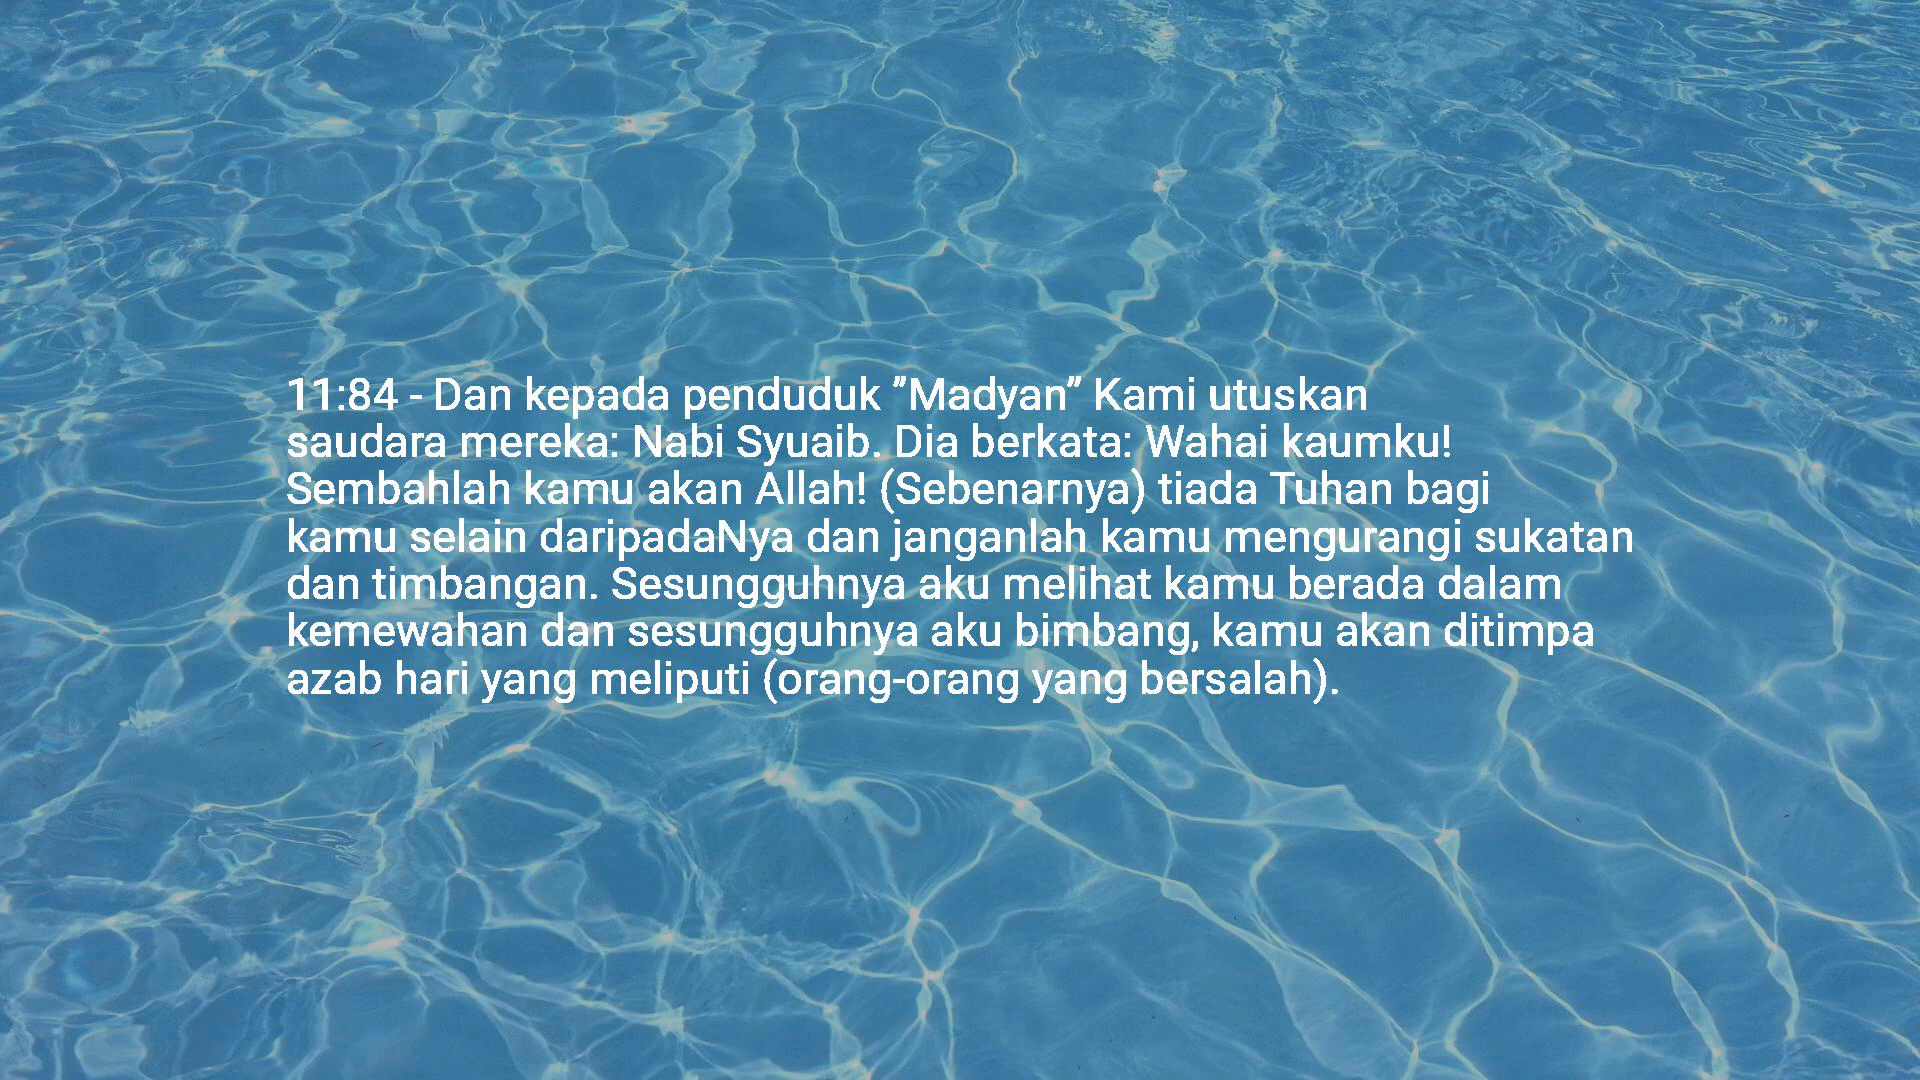 11:84 - Dan kepada penduduk ”Madyan” Kami utuskan
saudara mereka: Nabi Syuaib. Dia berkata: Wahai kaumku!
Sembahlah kamu akan Allah! (Sebenarnya) tiada Tuhan bagi
kamu selain daripadaNya dan janganlah kamu mengurangi sukatan
dan timbangan. Sesungguhnya aku melihat kamu berada dalam
kemewahan dan sesungguhnya aku bimbang, kamu akan ditimpa
azab hari yang meliputi (orang-orang yang bersalah).